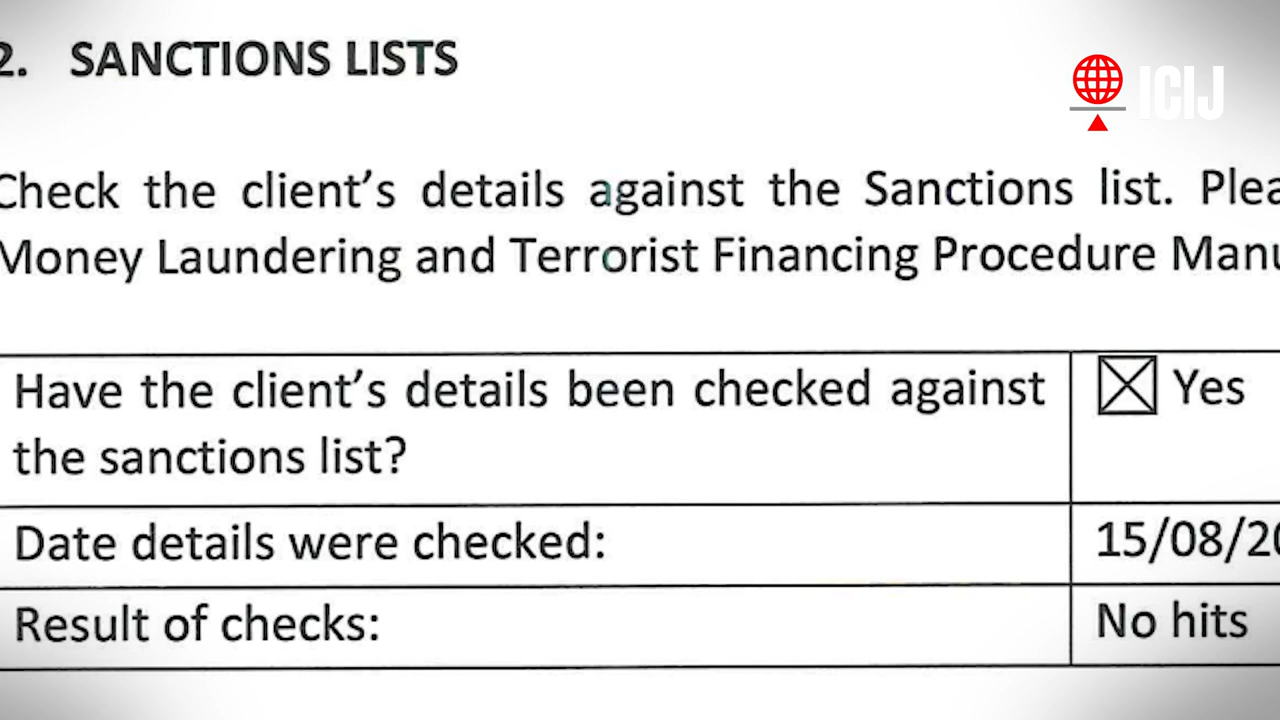 2. SANCTIONS LISTS
ICIJ
Check the client's details against the Sanctions list.
Money Laundering and Terrorist Financing Procedure
Have the client's details been checked against
the sanctions list?
☒ Yes
Date details were checked:
15/08/20
Result of checks:
No hits